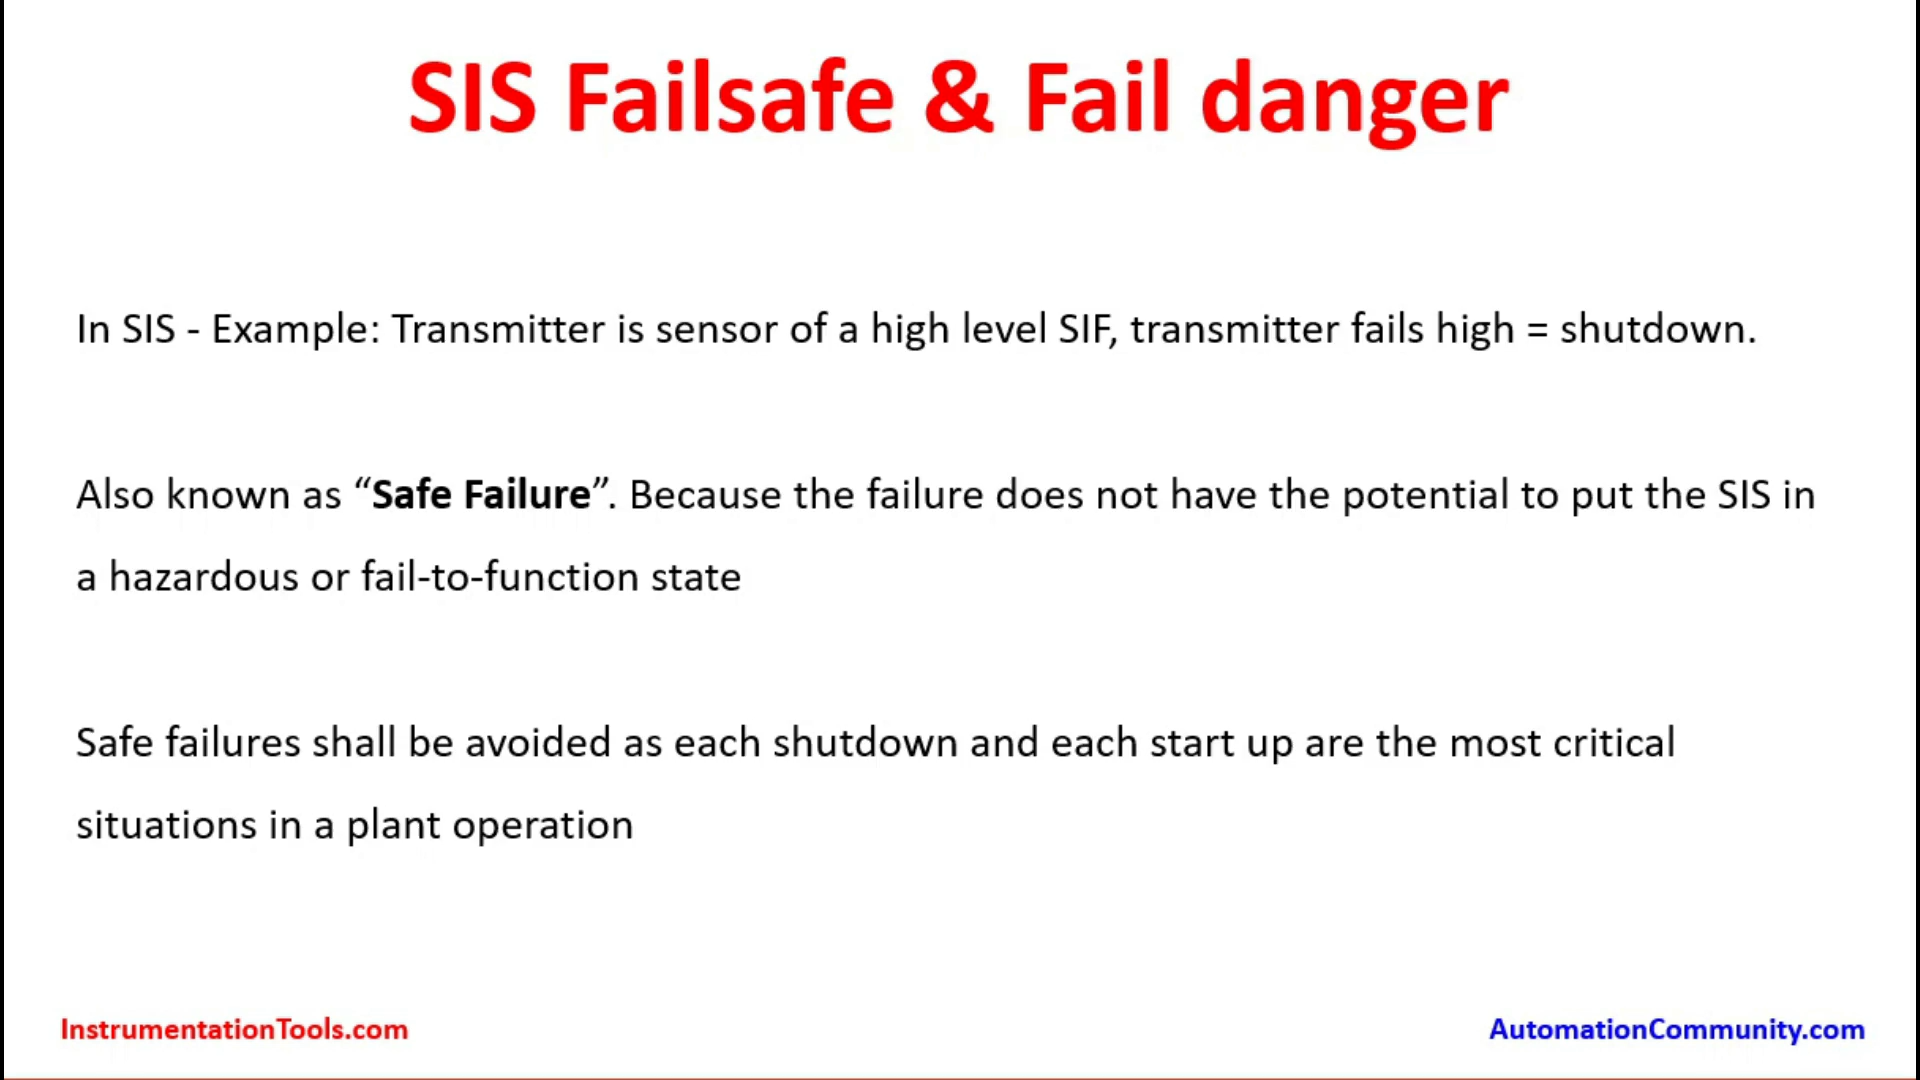 SIS Failsafe & Fail danger
In SIS - Example: Transmitter is sensor of a high level SIF, transmitter fails high = shutdown.
Also known as “Safe Failure”. Because the failure does not have the potential to put the SIS in
a hazardous or fail-to-function state
Safe failures shall be avoided as each shutdown and each start up are the most critical
situations in a plant operation
InstrumentationTools.com
AutomationCommunity.com